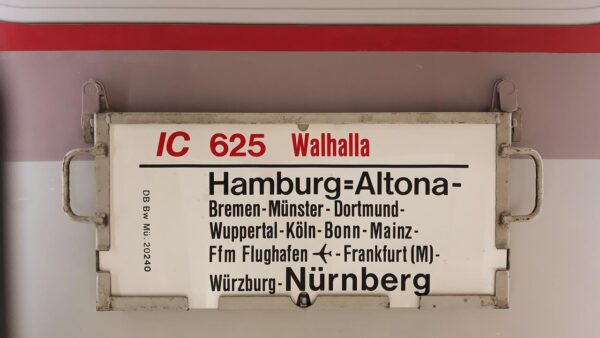 IC 625 Walhalla
Hamburg=Altona-
Bremen-Münster-Dortmund-
Wuppertal-Köln-Bonn-Mainz-
Ffm Flughafen -Frankfurt (M)-
Würzburg-Nürnberg
DB Bw Mü. 20240